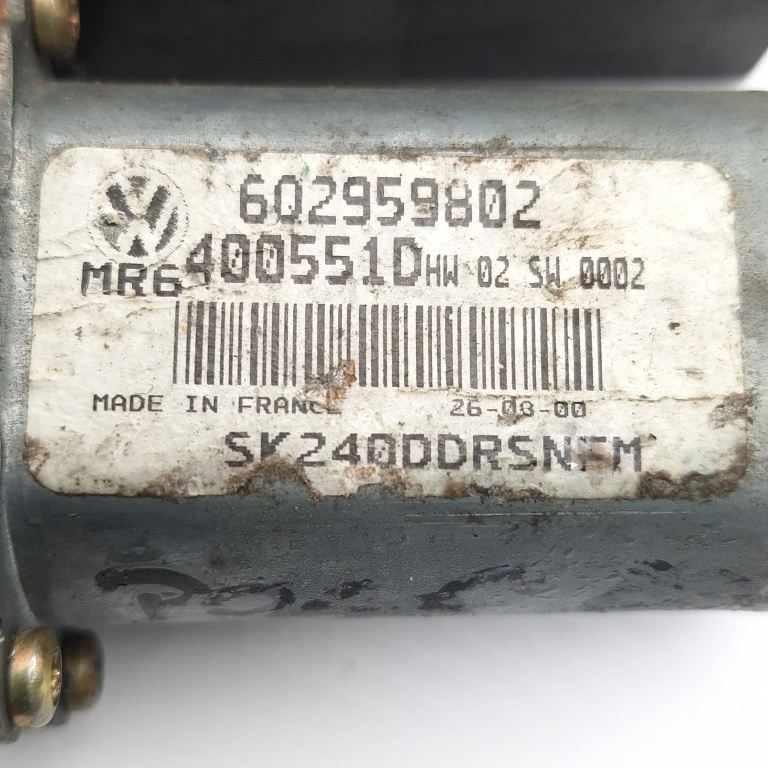 6Q2959802
MR6 400551D HW 02 SW 0002
MADE IN FRANCE 26-08-00
SK240DDRSNFM